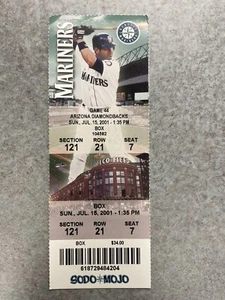 MARINERS
GAME 44
ARIZONA DIAMONDBACKS
SUN., JUL. 15, 2001 - 1:35 PM
BOX
104382
SECTION ROW SEAT
121 21 7
BOX
SUN., JUL. 15, 2001 - 1:35 PM
SECTION ROW SEAT
121 21 7
BOX $34.00
618729484204
SODO MOJO